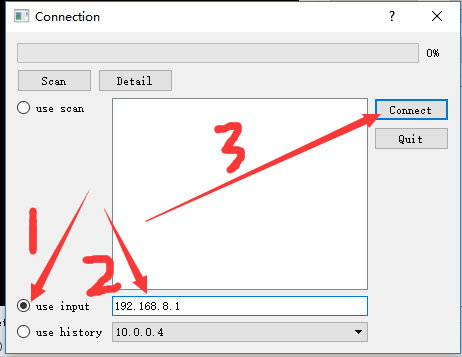 Connection
?
0%
Scan
Detail
use scan
Connect
Quit
3
1
2
use input
192.168.8.1
use history
10.0.0.4